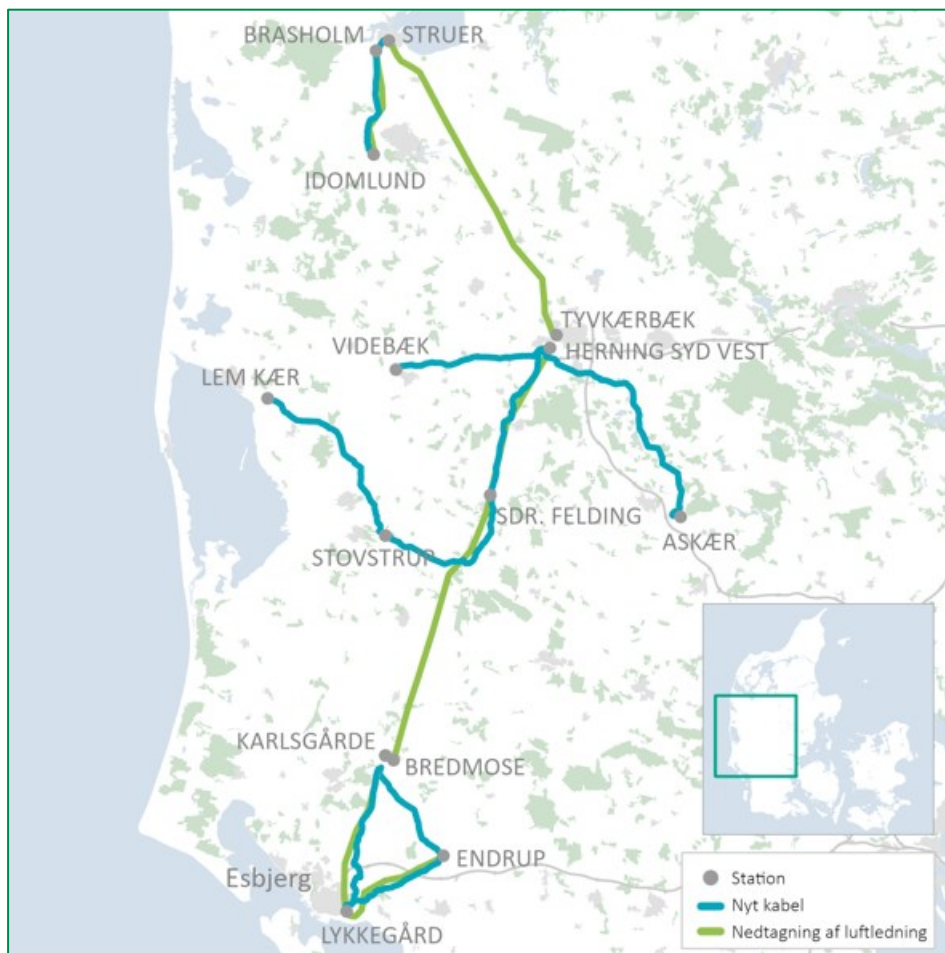 BRASHOLM
STRUER
IDOMLUND
TYVKÆRBÆK
VIDEBÆK
HERNING SYD VEST
LEM KÆR
SDR. FELDING
ASKÆR
STOVSTRUP
KARLSGÅRDE
BREDMOSE
ENDRUP
Esbjerg
LYKKEGÅRD
Station
Nyt kabel
Nedtagning af luftledning